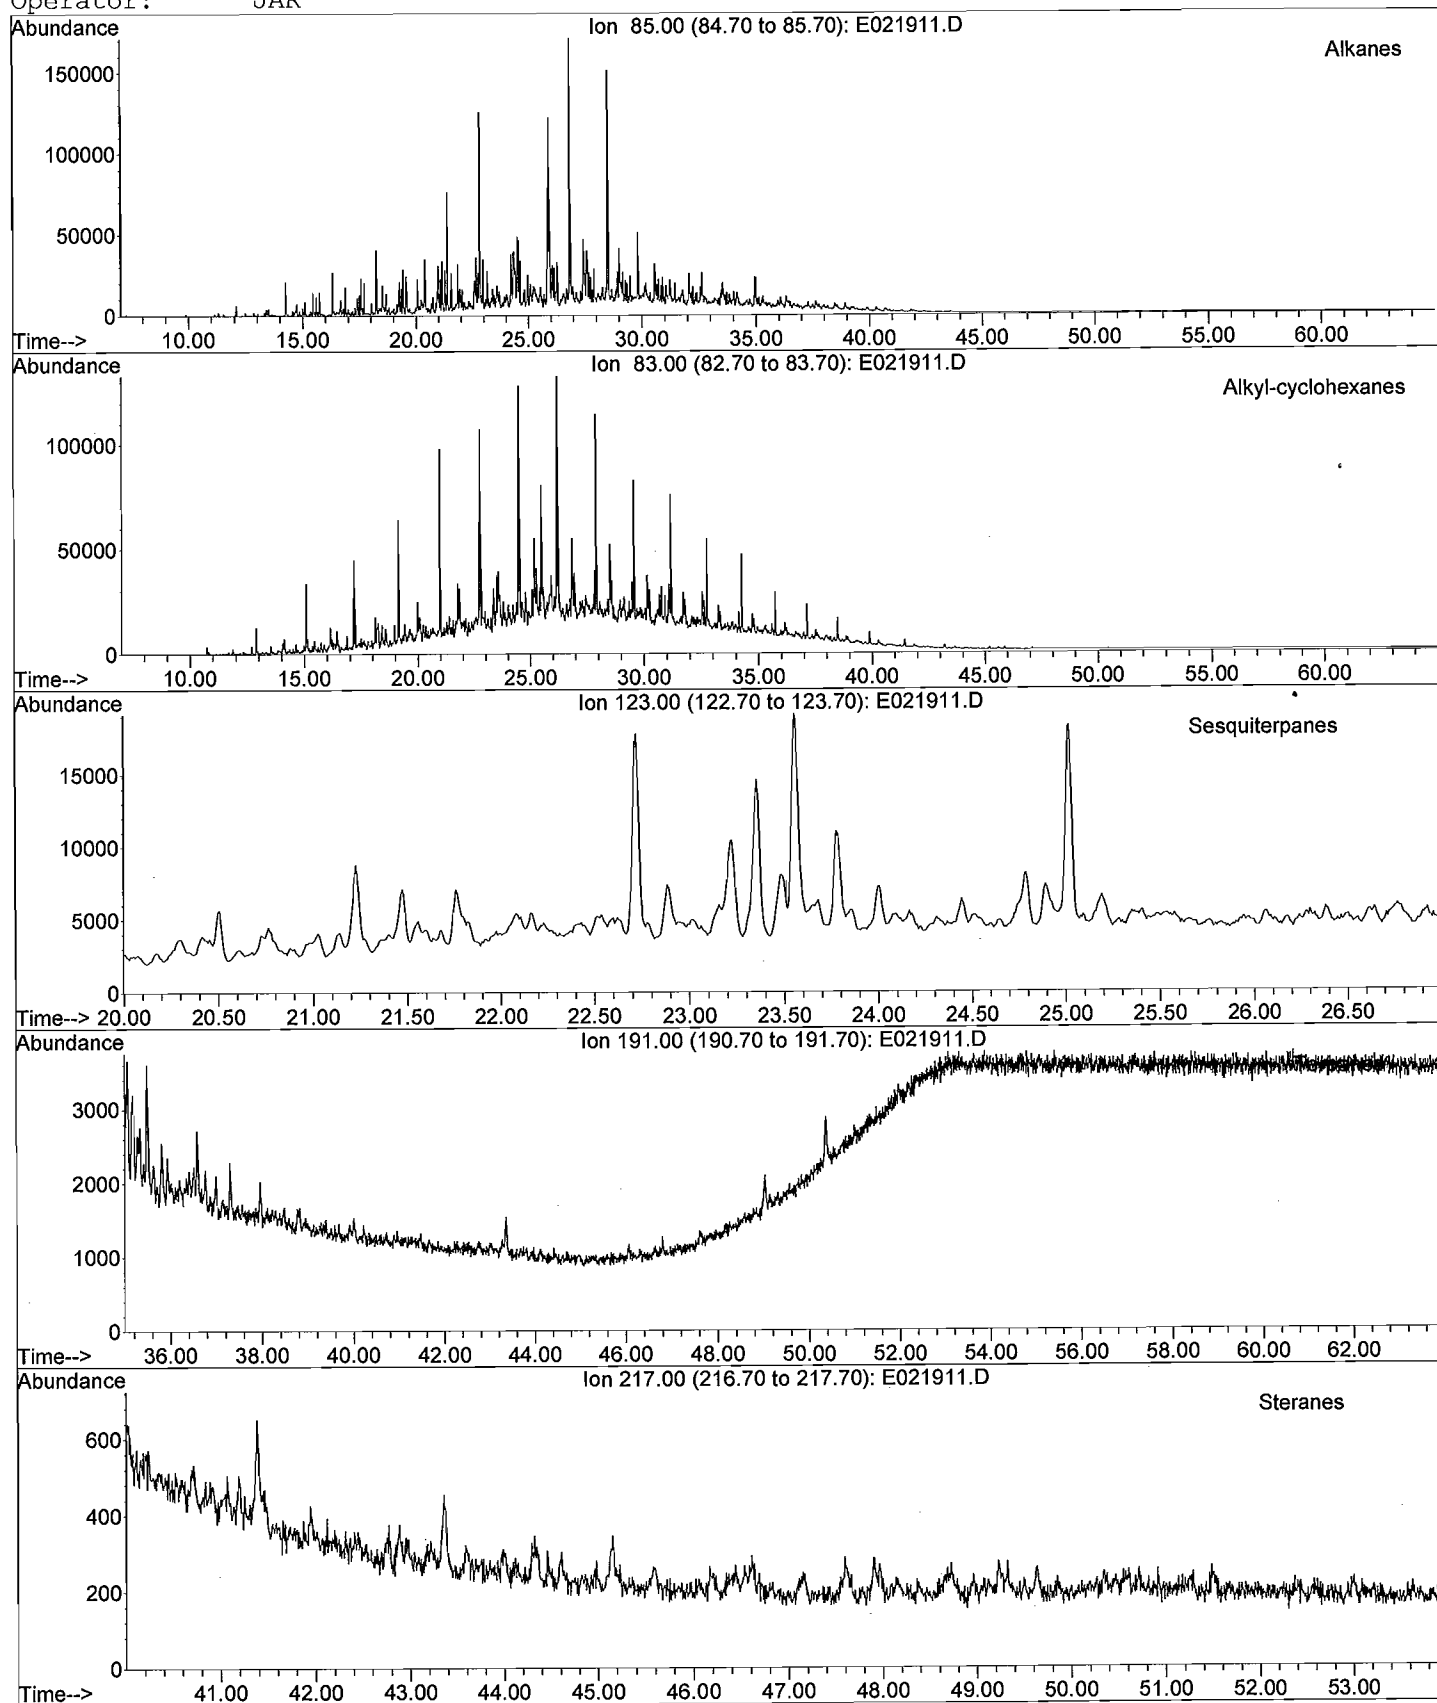 Operator: JAR
Abundance
Ion 85.00 (84.70 to 85.70): E021911.D
Alkanes
150000
100000
50000
0
Time--> 10.00 15.00 20.00 25.00 30.00 35.00 40.00 45.00 50.00 55.00 60.00
Abundance
Ion 83.00 (82.70 to 83.70): E021911.D
Alkyl-cyclohexanes
100000
50000
0
Time--> 10.00 15.00 20.00 25.00 30.00 35.00 40.00 45.00 50.00 55.00 60.00
Abundance
Ion 123.00 (122.70 to 123.70): E021911.D
Sesquiterpanes
15000
10000
5000
0
Time--> 20.00 20.50 21.00 21.50 22.00 22.50 23.00 23.50 24.00 24.50 25.00 25.50 26.00 26.50
Abundance
Ion 191.00 (190.70 to 191.70): E021911.D
3000
2000
1000
0
Time--> 36.00 38.00 40.00 42.00 44.00 46.00 48.00 50.00 52.00 54.00 56.00 58.00 60.00 62.00
Abundance
Ion 217.00 (216.70 to 217.70): E021911.D
Steranes
600
400
200
0
Time--> 41.00 42.00 43.00 44.00 45.00 46.00 47.00 48.00 49.00 50.00 51.00 52.00 53.00